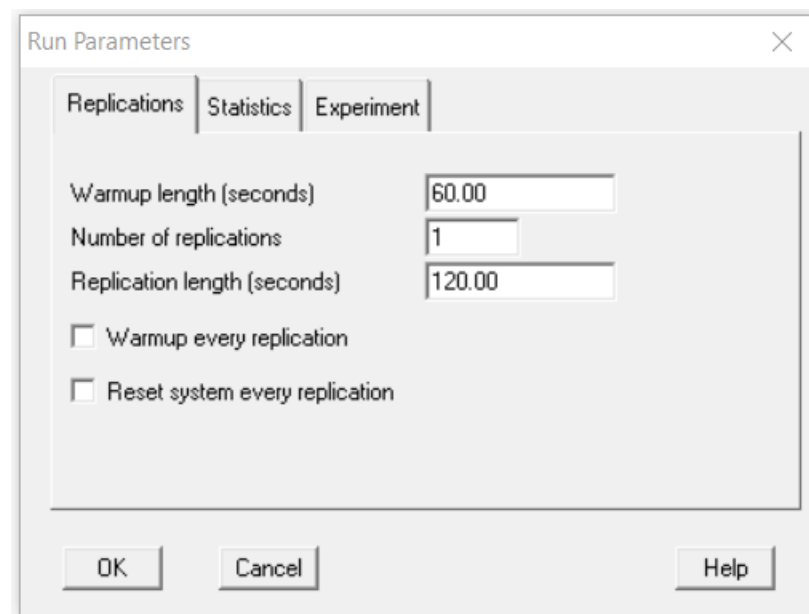 Run Parameters
Replications Statistics Experiment
Warmup length (seconds) 60.00
Number of replications 1
Replication length (seconds) 120.00
Warmup every replication
Reset system every replication
OK Cancel Help